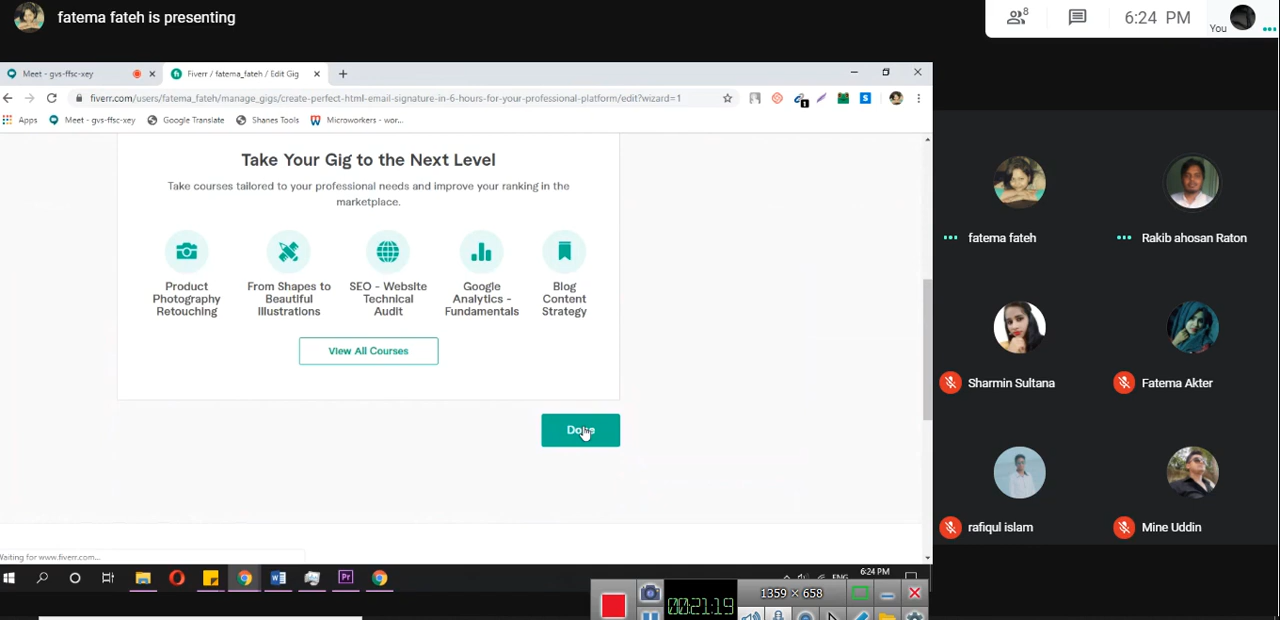 fatema fateh is presenting
8
6:24 PM
You
Meet - gvs-ffsc-xey
Fiverr / fatema_fateh / Edit Gig
fiverr.com/users/fatema_fateh/manage_gigs/create-perfect-html-email-signature-in-6-hours-for-your-professional-platform/edit?wizard=1
1
Apps
Meet - gvs-ffsc-xey
Google Translate
Shanes Tools
Microworkers - wor...
Take Your Gig to the Next Level
Take courses tailored to your professional needs and improve your ranking in the
marketplace.
Product
Photography
Retouching
From Shapes to
Beautiful
Illustrations
SEO - Website
Technical
Audit
Google
Analytics -
Fundamentals
Blog
Content
Strategy
View All Courses
Done
Waiting for www.fiverr.com...
fatema fateh
Rakib ahosan Raton
Sharmin Sultana
Fatema Akter
rafiqul islam
Mine Uddin
6:24 PM
ENG
00:21:19
1359 × 658